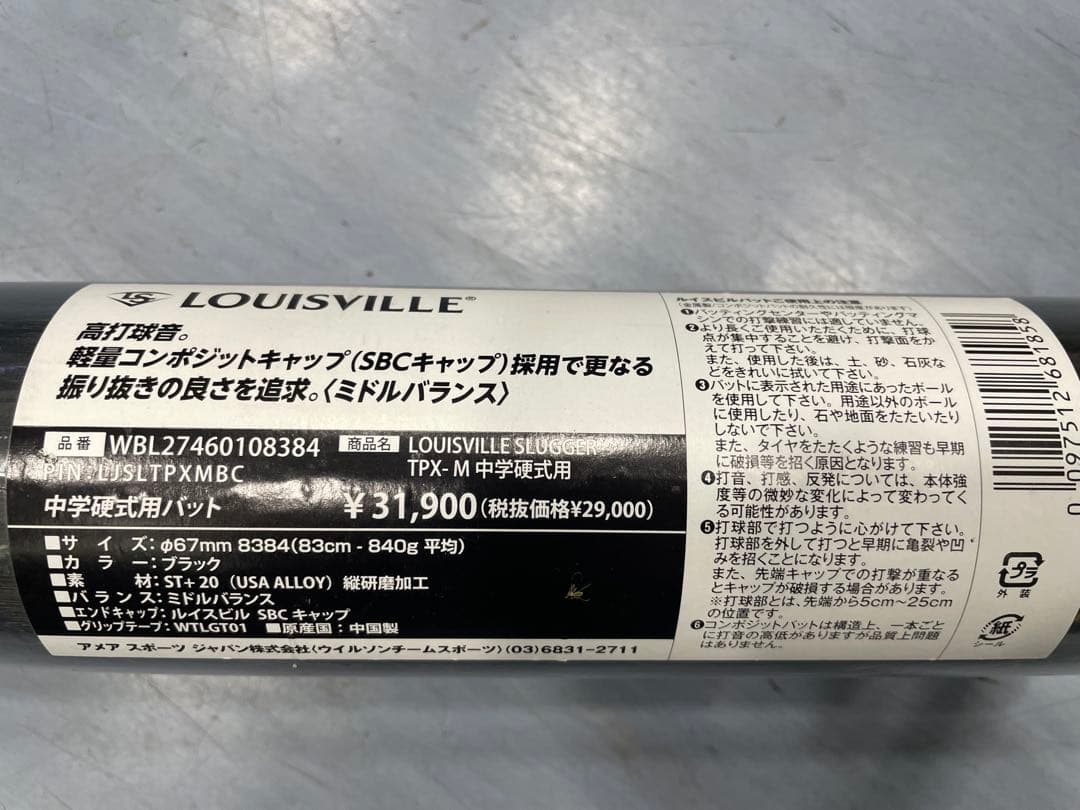 LS LOUISVILLE®
高打球音。
軽量コンポジットキャップ(SBCキャップ)採用で更なる
振り抜きの良さを追求。〈ミドルバランス〉
品番 WBL27460108384 商品名 LOUISVILLE SLUGGER
PIN LJSLTPXMBC TPX-M 中学硬式用
中学硬式用バット ¥31,900(税抜価格¥29,000)
■サイズ:φ67mm 8384(83cm-840g 平均)
■カラー:ブラック
■素材:ST+20 (USA ALLOY) 縦研磨加工
■バランス:ミドルバランス
■エンドキャップ:ルイスビル SBC キャップ
■グリップテープ:WTLGT01 ■原産国:中国製
アメア スポーツ ジャパン株式会社〈ウイルソンチームスポーツ〉(03)6831-2711
ルイスビルバットご使用上の注意
❶バッティングセンターやバッティングマ
シンでの打撃練習には適していません。
❷より長くご使用いただくために、打球
点が集中することを避け、打撃面をか
えて打って下さい。
また、使用した後は、土、砂、石灰な
どをきれいに拭いて下さい。
❸バットに表示された用途にあったボール
を使用して下さい。用途以外のボール
に使用したり、石や地面をたたいたり
しないで下さい。
また、タイヤをたたくような練習も早期
に破損等を招く原因となります。
❹打音、打感、反発については、本体強
度等の微妙な変化によって変わってく
る可能性があります。
❺打球部で打つように心がけて下さい。
打球部を外して打つと早期に亀裂や凹
みを招くことになります。
また、先端キャップでの打撃が重なる
とキャップが破損する場合があります。
※打球部とは、先端から5cm〜25cm
の位置です。
❻コンポジットバットは構造上、一本ごと
に打音の高低がありますが品質上問題
はありません。
0 097512 687858
プラ
外装
紙
シール